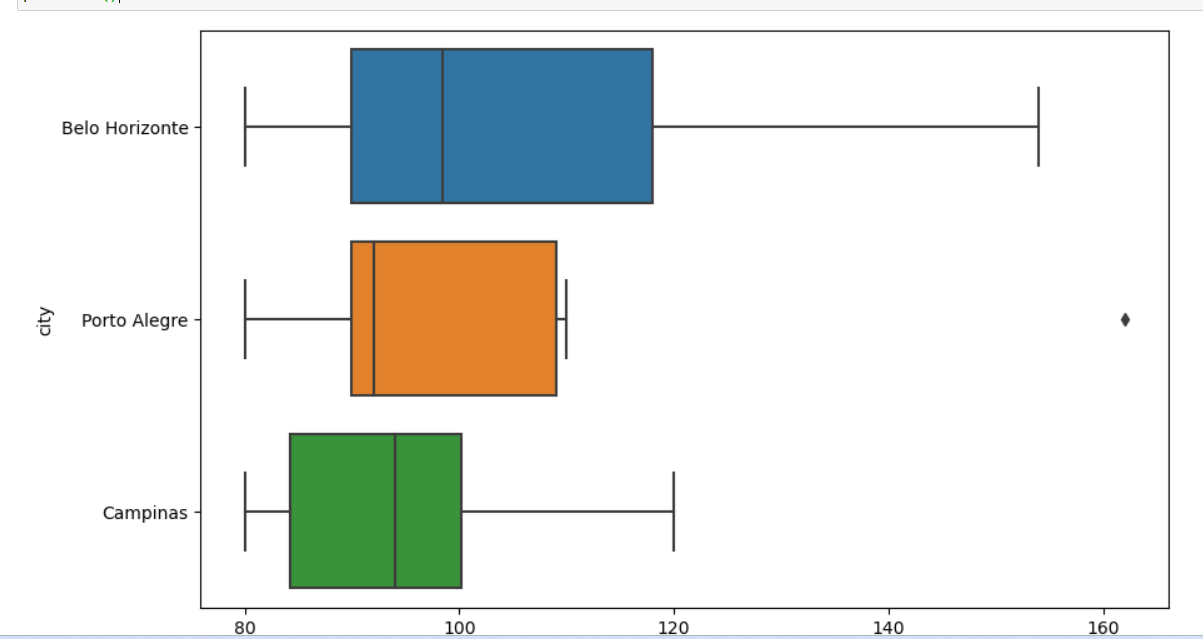 Belo Horizonte
Porto Alegre
Campinas
city
80 100 120 140 160